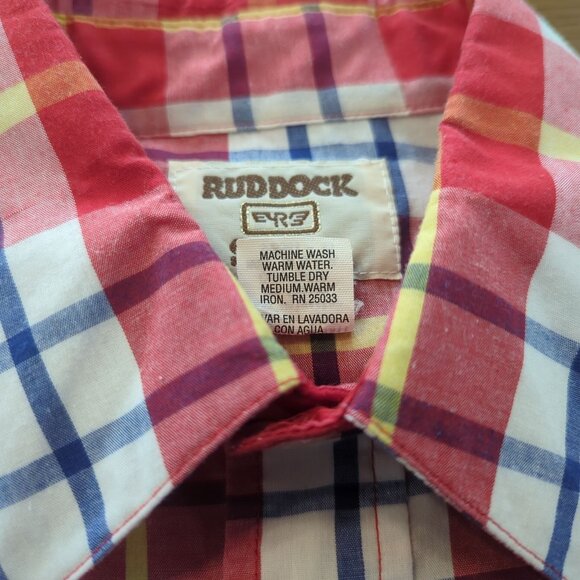 RUDDOCK
MACHINE WASH
WARM WATER.
TUMBLE DRY
MEDIUM.WARM
IRON. RN 25033
VAR EN LAVADORA
CON AGUA